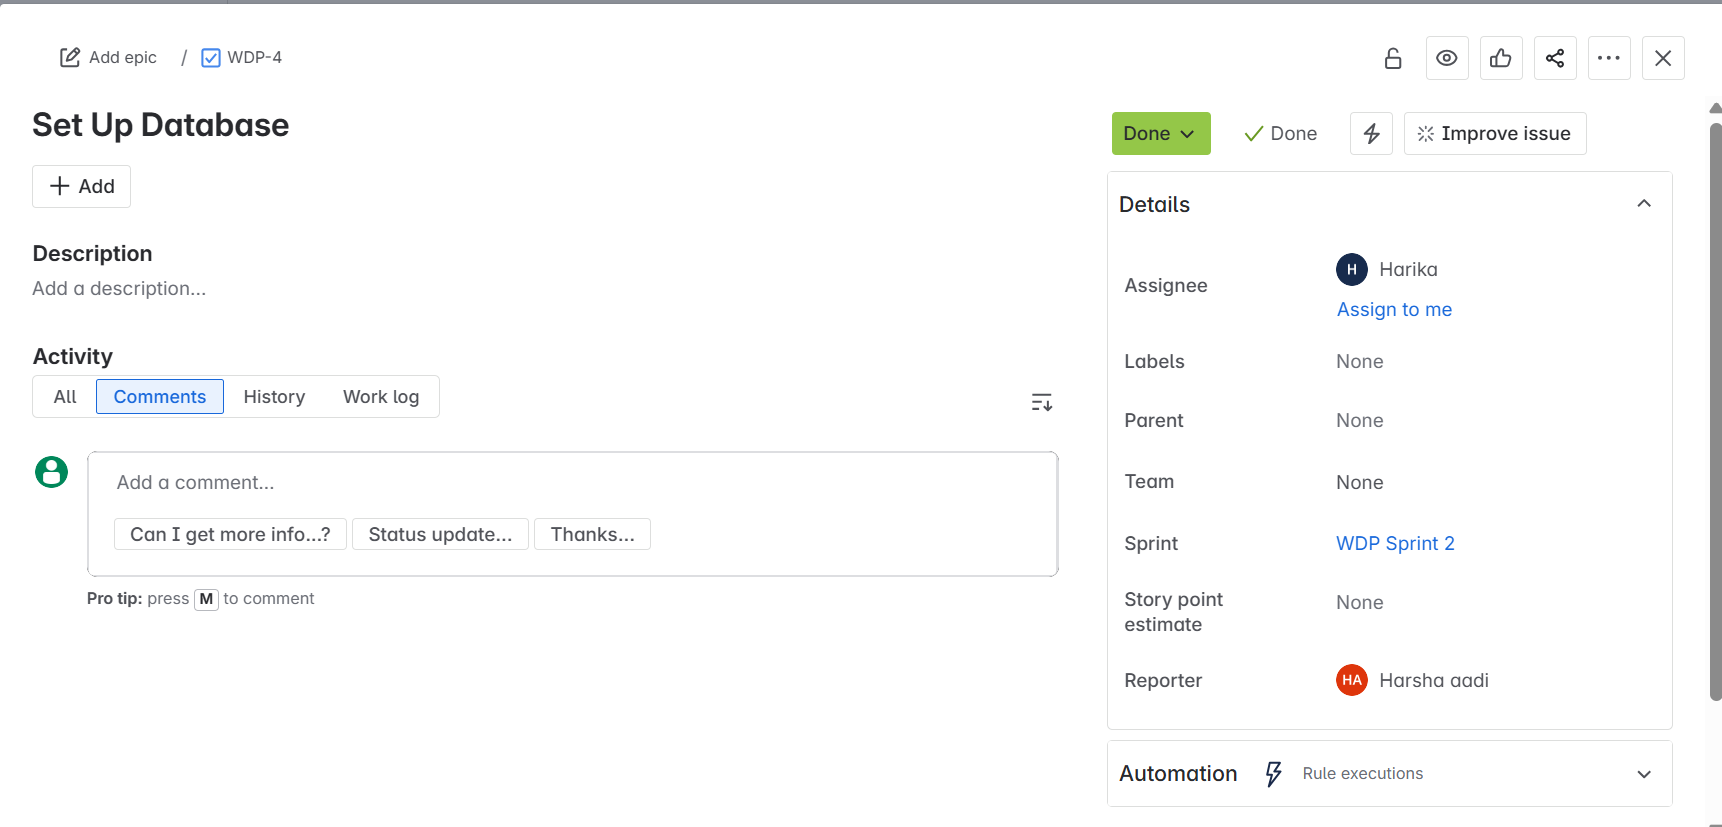 Add epic / WDP-4
Set Up Database
Add
Description
Add a description...
Activity
All Comments History Work log
Add a comment...
Can I get more info...? Status update... Thanks...
Pro tip: press M to comment
Done Done Improve issue
Details
Assignee H Harika
Assign to me
Labels None
Parent None
Team None
Sprint WDP Sprint 2
Story point
estimate None
Reporter HA Harsha aadi
Automation Rule executions